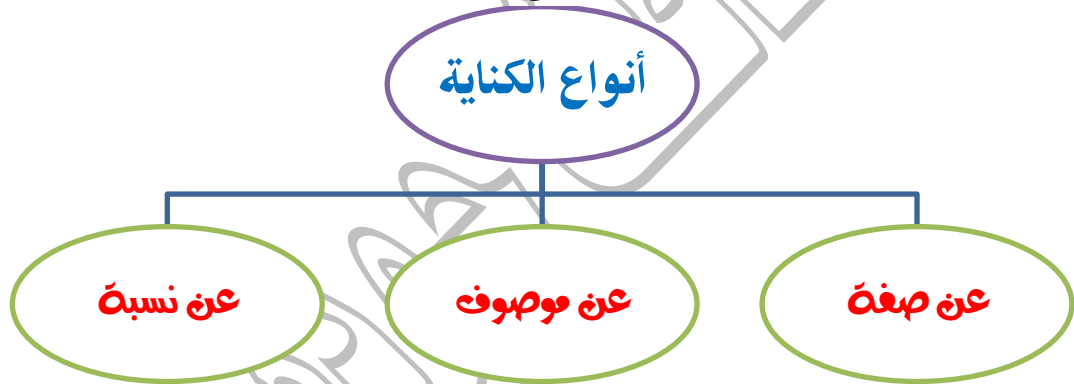 أنواع الكناية
عن صفة
عن موصوف
عن نسبة